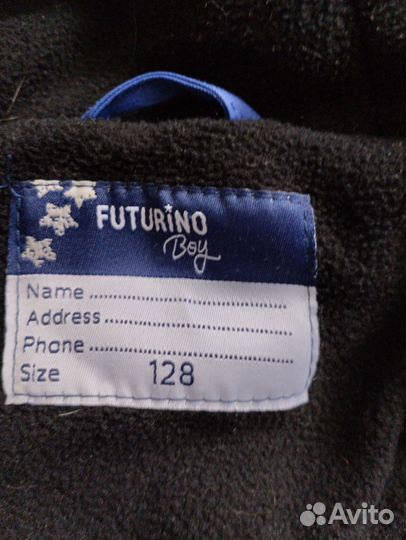 FUTURINO
Boy
Name
Address
Phone
Size 128
Avito